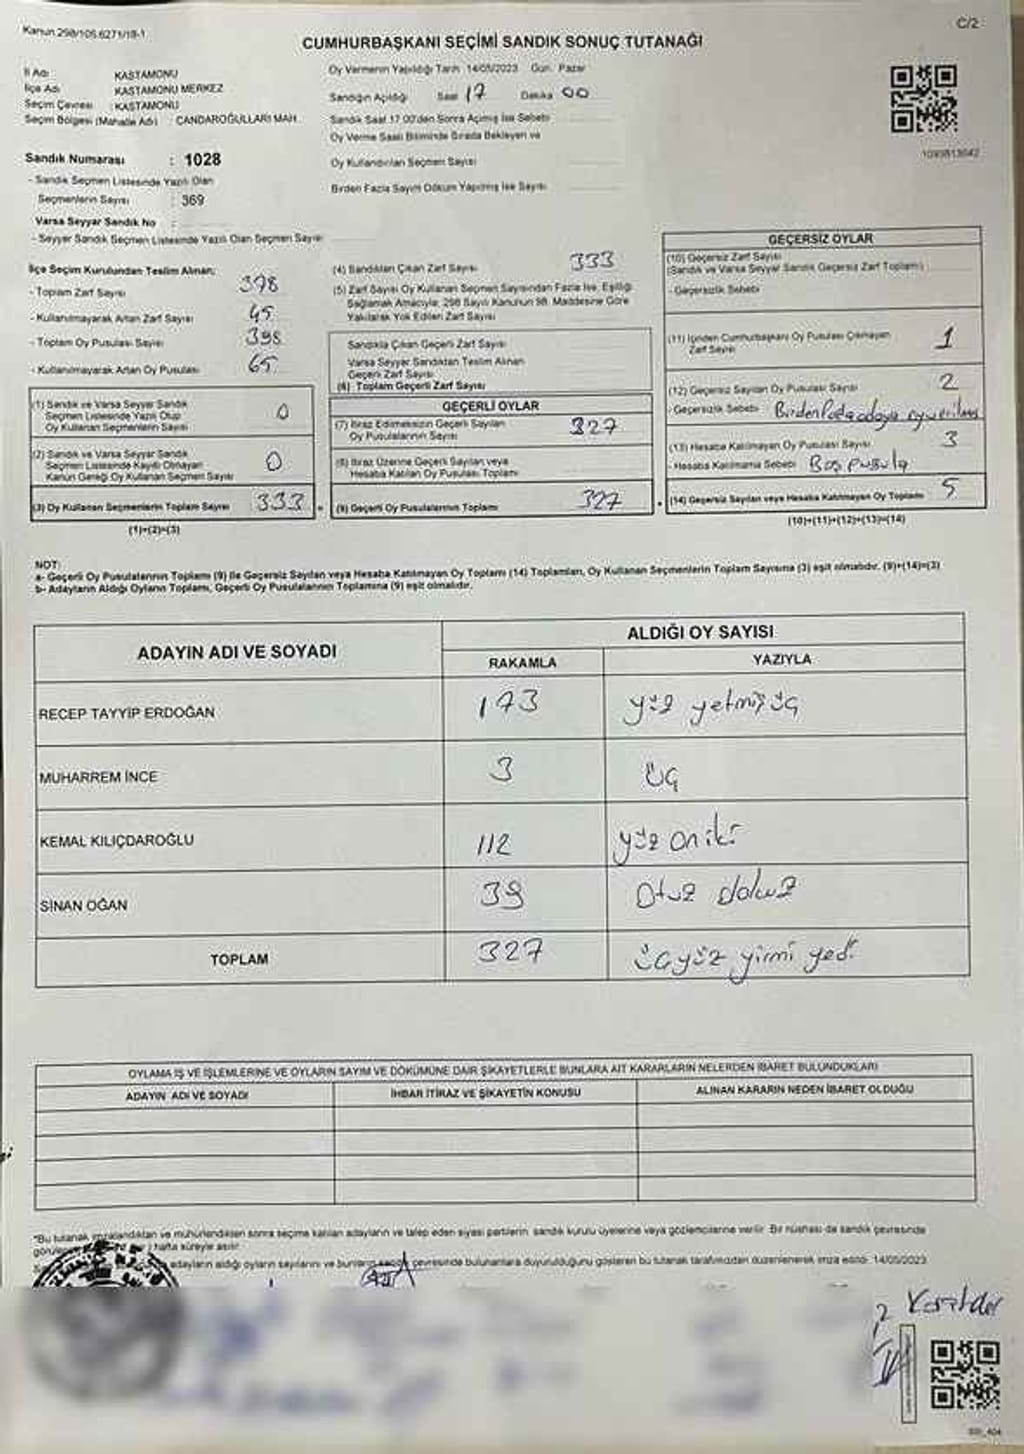 Kanun.298/105.6271/18-1
C/2
CUMHURBAŞKANI SEÇİMİ SANDIK SONUÇ TUTANAĞI
İl Adı KASTAMONU
İlçe Adı KASTAMONU MERKEZ
Seçim Çevresi : KASTAMONU
Seçim Bölgesi (Mahalle Adı) : CANDAROĞULLARI MAH.
Sandık Numarası : 1028
- Sandık Seçmen Listesinde Yazılı Olan
Seçmenlerin Sayısı : 369
Varsa Seyyar Sandık No :
- Seyyar Sandık Seçmen Listesinde Yazılı Olan Seçmen Sayısı
Oy Vermenin Yapıldığı Tarih 14/05/2023 Gün. Pazar
Sandığın Açıldığı Saat 17 Dakika 00
Sandık Saat 17.00'den Sonra Açılmış İse Sebebi
Oy Verme Saati Bitiminde Sırada Bekleyen ve
Oy Kullandırılan Seçmen Sayısı
Birden Fazla Sayım Döküm Yapılmış İse Sayısı
İlçe Seçim Kurulundan Teslim Alınan;
- Toplam Zarf Sayısı 378
- Kullanılmayarak Artan Zarf Sayısı 45
- Toplam Oy Pusulası Sayısı 398
- Kullanılmayarak Artan Oy Pusulası 65
(1) Sandık ve Varsa Seyyar Sandık
Seçmen Listesinde Yazılı Olup
Oy Kullanan Seçmenlerin Sayısı 0
(2) Sandık ve Varsa Seyyar Sandık
Seçmen Listesinde Kaydı Olmayan
Kanun Gereği Oy Kullanan Seçmen Sayısı 0
(3) Oy Kullanan Seçmenlerin Toplam Sayısı 333
(1)+(2)=(3)
(4) Sandıktan Çıkan Zarf Sayısı 333
(5) Zarf Sayısı Oy Kullanan Seçmen Sayısından Fazla İse, Eşitliği
Sağlamak Amacıyla, 298 Sayılı Kanunun 98. Maddesine Göre
Yakılarak Yok Edilen Zarf Sayısı
Sandıkta Çıkan Geçerli Zarf Sayısı
Varsa Seyyar Sandıktan Teslim Alınan
Geçerli Zarf Sayısı
(6) Toplam Geçerli Zarf Sayısı
GEÇERLİ OYLAR
(7) İtiraz Edilmeksizin Geçerli Sayılan
Oy Pusulalarının Sayısı 327
(8) İtiraz Üzerine Geçerli Sayılan veya
Hesaba Katılan Oy Pusulası Toplamı
(9) Geçerli Oy Pusulalarının Toplamı 327
GEÇERSİZ OYLAR
(10) Geçersiz Zarf Sayısı
(Sandık ve Varsa Seyyar Sandık Geçersiz Zarf Toplamı)
- Geçersizlik Sebebi
(11) İçinden Cumhurbaşkanı Oy Pusulası Çıkmayan
Zarf Sayısı 1
(12) Geçersiz Sayılan Oy Pusulası Sayısı 2
- Geçersizlik Sebebi Birden fada adaya oy verilmes
(13) Hesaba Katılmayan Oy Pusulası Sayısı 3
- Hesaba Katılmama Sebebi Boş pusula
(14) Geçersiz Sayılan veya Hesaba Katılmayan Oy Toplamı 5
(10)+(11)+(12)+(13)=(14)
NOT:
a- Geçerli Oy Pusulalarının Toplamı (9) ile Geçersiz Sayılan veya Hesaba Katılmayan Oy Toplamı (14) Toplamları, Oy Kullanan Seçmenlerin Toplam Sayısına (3) eşit olmalıdır. (9)+(14)=(3)
b- Adayların Aldığı Oyların Toplamı, Geçerli Oy Pusulalarının Toplamına (9) eşit olmalıdır.
ADAYIN ADI VE SOYADI
ALDIĞI OY SAYISI
RAKAMLA YAZIYLA
RECEP TAYYİP ERDOĞAN 173 yüz yetmiş üç
MUHARREM İNCE 3 üç
KEMAL KILIÇDAROĞLU 112 yüz on iki
SİNAN OĞAN 39 Otuz dokuz
TOPLAM 327 üçyüz yirmi yedi
OYLAMA İŞ VE İŞLEMLERİNE VE OYLARIN SAYIM VE DÖKÜMÜNE DAİR ŞİKAYETLERLE BUNLARA AİT KARARLARIN NELERDEN İBARET BULUNDUKLARI
ADAYIN ADI VE SOYADI İHBAR İTİRAZ VE ŞİKAYETİN KONUSU ALINAN KARARIN NEDEN İBARET OLDUĞU
"Bu tutanak imzalandıktan ve mühürlendikten sonra seçime katılan adayların ve talep eden siyasi partilerin sandık kurulu üyelerine veya gözlemcilerine verilir. Bir nüshası da sandık çevresinde
hafta süreyle asılır.
adayların aldığı oyların sayılarını ve bunların sandık çevresinde bulunanlara duyurulduğunu gösteren bu tutanak tarafımızdan düzenlenerek imza edildi. 14/05/2023